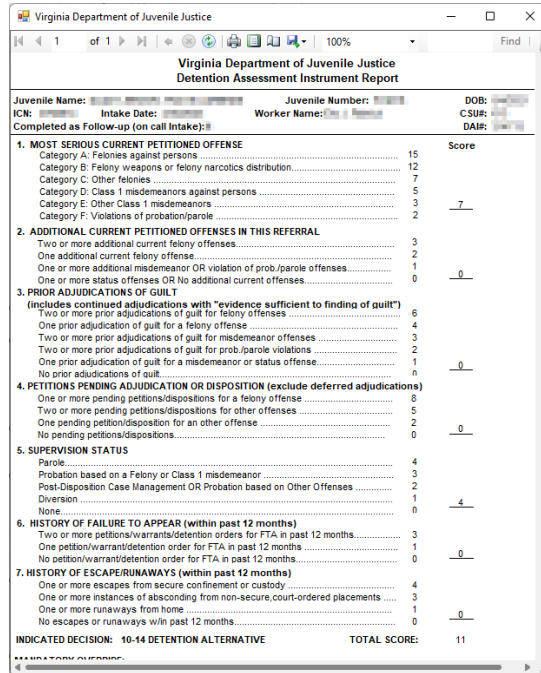 Virginia Department of Juvenile Justice
1 of 1 100% Find
Virginia Department of Juvenile Justice
Detention Assessment Instrument Report
Juvenile Name: Juvenile Number: DOB:
ICN: Intake Date: Worker Name: CSU#:
Completed as Follow-up (on call Intake): DAI#:
1. MOST SERIOUS CURRENT PETITIONED OFFENSE Score
Category A: Felonies against persons 15
Category B: Felony weapons or felony narcotics distribution 12
Category C: Other felonies 7
Category D: Class 1 misdemeanors against persons 5
Category E: Other Class 1 misdemeanors 3 7
Category F: Violations of probation/parole 2
2. ADDITIONAL CURRENT PETITIONED OFFENSES IN THIS REFERRAL
Two or more additional current felony offenses 3
One additional current felony offense 2
One or more additional misdemeanor OR violation of prob./parole offenses 1
One or more status offenses OR No additional current offenses 0 0
3. PRIOR ADJUDICATIONS OF GUILT
(includes continued adjudications with "evidence sufficient to finding of guilt")
Two or more prior adjudications of guilt for felony offenses 6
One prior adjudication of guilt for a felony offense 4
Two or more prior adjudications of guilt for misdemeanor offenses 3
Two or more prior adjudications of guilt for prob./parole violations 2
One prior adjudication of guilt for a misdemeanor or status offense 1 0
No prior adjudications of guilt 0
4. PETITIONS PENDING ADJUDICATION OR DISPOSITION (exclude deferred adjudications)
One or more pending petitions/dispositions for a felony offense 8
Two or more pending petitions/dispositions for other offenses 5
One pending petition/disposition for an other offense 2
No pending petitions/dispositions 0 0
5. SUPERVISION STATUS
Parole 4
Probation based on a Felony or Class 1 misdemeanor 3
Post-Disposition Case Management OR Probation based on Other Offenses 2
Diversion 1
None 0 4
6. HISTORY OF FAILURE TO APPEAR (within past 12 months)
Two or more petitions/warrants/detention orders for FTA in past 12 months 3
One petition/warrant/detention order for FTA in past 12 months 1
No petition/warrant/detention order for FTA in past 12 months 0 0
7. HISTORY OF ESCAPE/RUNAWAYS (within past 12 months)
One or more escapes from secure confinement or custody 4
One or more instances of absconding from non-secure,court-ordered placements 3
One or more runaways from home 1
No escapes or runaways w/in past 12 months 0 0
INDICATED DECISION: 10-14 DETENTION ALTERNATIVE TOTAL SCORE: 11
MANDATORY OVERRIDE: